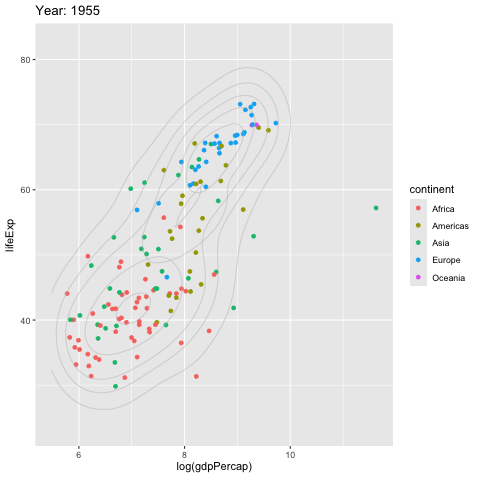 Year: 1955
80
60
40
lifeExp
6
8
10
log(gdpPercap)
continent
Africa
Americas
Asia
Europe
Oceania